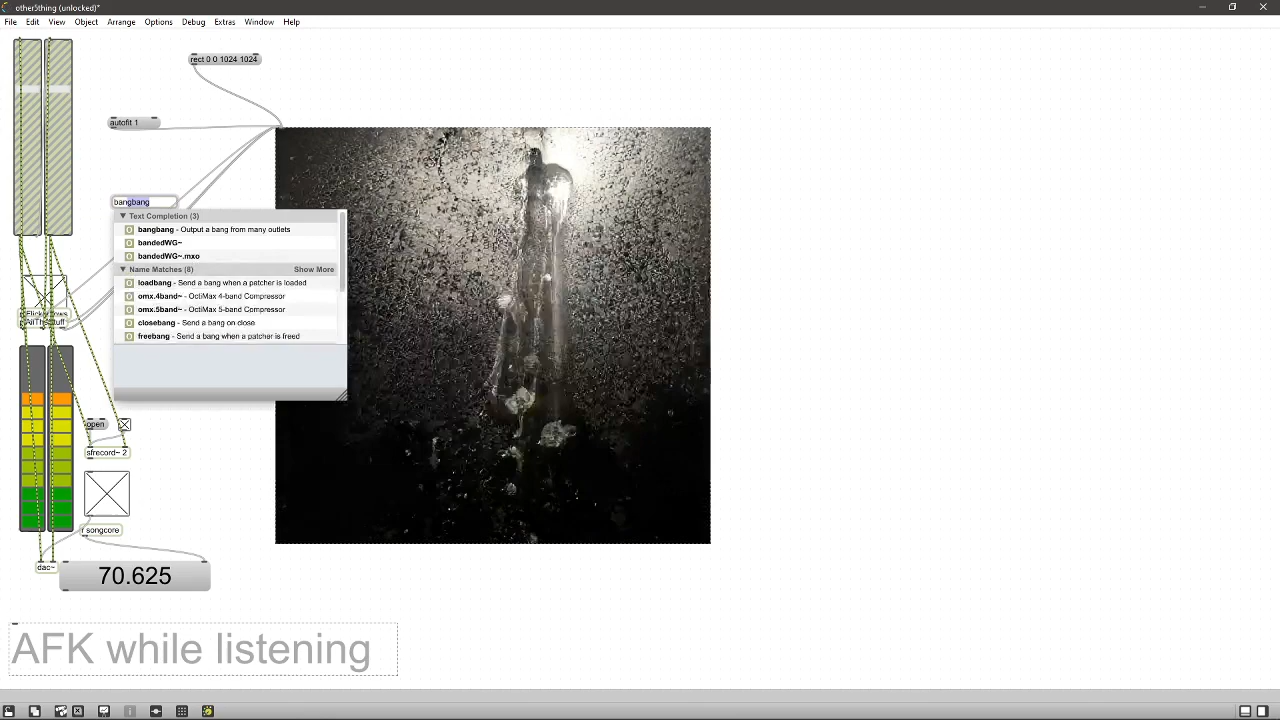 other5thing (unlocked)*
File Edit View Object Arrange Options Debug Extras Window Help
rect 0 0 1024 1024
autofit 1
bangbang
Text Completion (3)
bangbang - Output a bang from many outlets
bandedWG~
bandedWG~.mxo
Name Matches (8) Show More
loadbang - Send a bang when a patcher is loaded
omx.4band~ - OctiMax 4-band Compressor
omx.5band~ - OctiMax 5-band Compressor
closebang - Send a bang on close
freebang - Send a bang when a patcher is freed
open
sfrecord~ 2
r songcore
dac~
70.625
AFK while listening